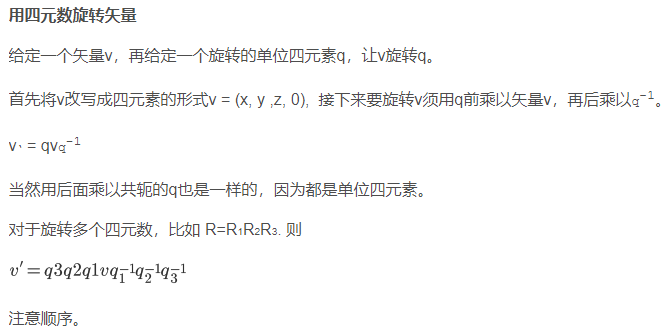 用四元数旋转矢量
给定一个矢量v，再给定一个旋转的单位四元素q，让v旋转q。
首先将v改写成四元素的形式v = (x, y ,z, 0)，接下来要旋转v须用q前乘以矢量v，再后乘以q⁻¹。
v、= qvq⁻¹
当然用后面乘以共轭的q也是一样的，因为都是单位四元素。
对于旋转多个四元数，比如 R=R₁R₂R₃. 则
v′ = q3q2q1vq₁⁻¹q₂⁻¹q₃⁻¹
注意顺序。